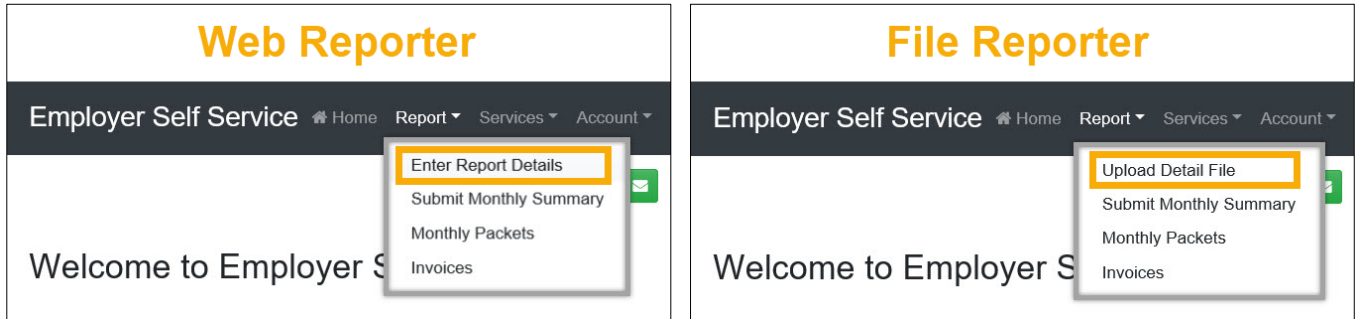 Web Reporter
Employer Self Service Home Report Services Account
Enter Report Details
Submit Monthly Summary
Monthly Packets
Welcome to Employer S
Invoices
File Reporter
Employer Self Service Home Report Services Account
Upload Detail File
Submit Monthly Summary
Monthly Packets
Welcome to Employer S
Invoices